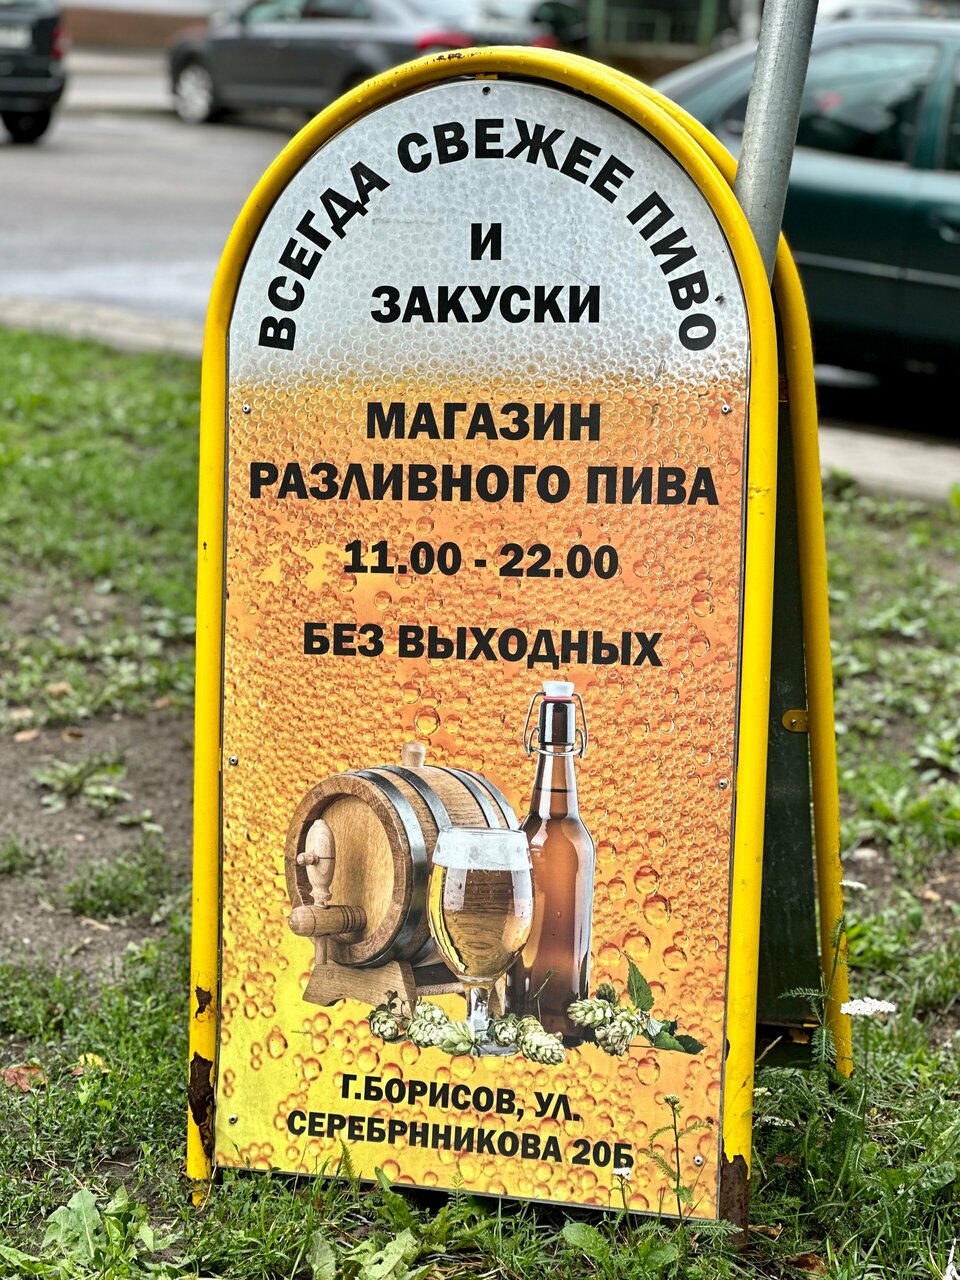 ВСЕГДА СВЕЖЕЕ ПИВО
И
ЗАКУСКИ
МАГАЗИН
РАЗЛИВНОГО ПИВА
11.00 - 22.00
БЕЗ ВЫХОДНЫХ
Г.БОРИСОВ, УЛ.
СЕРЕБРННИКОВА 20Б